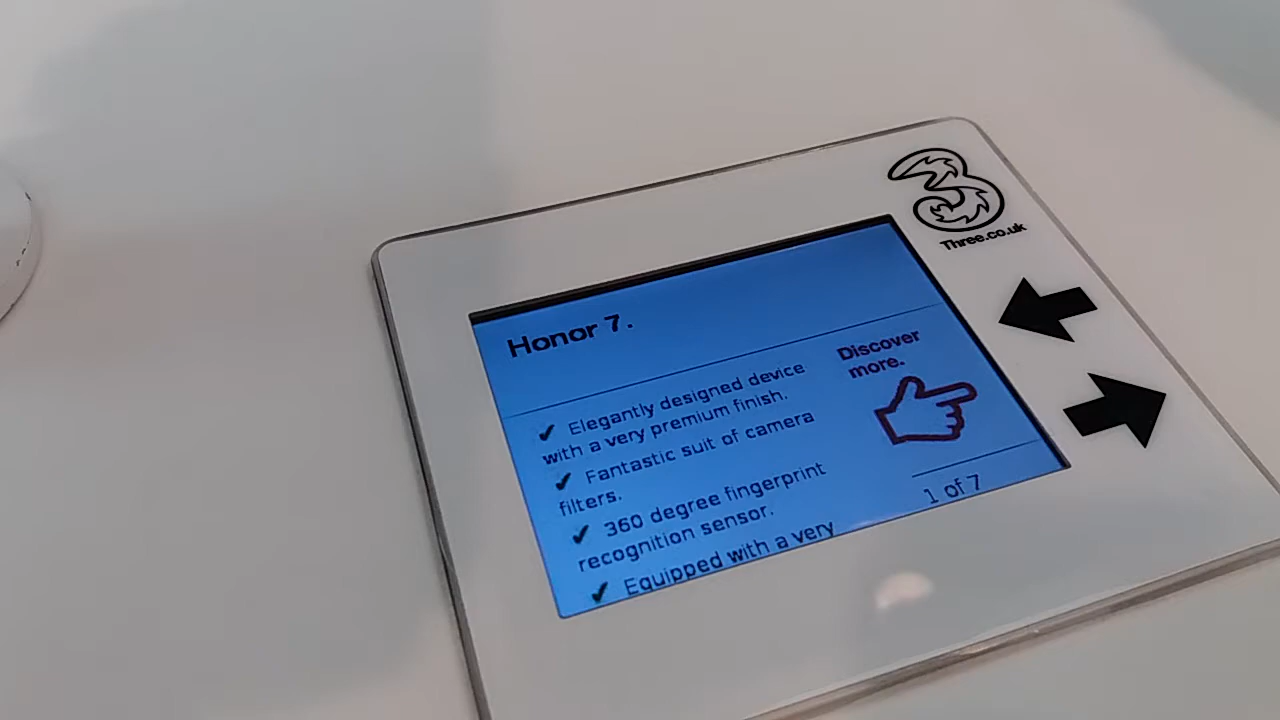 3
Three.co.uk
Honor 7.
Discover
more.
✔ Elegantly designed device
with a very premium finish.
✔ Fantastic suit of camera
filters.
✔ 360 degree fingerprint
recognition sensor.
✔ Equipped with a very
1 of 7